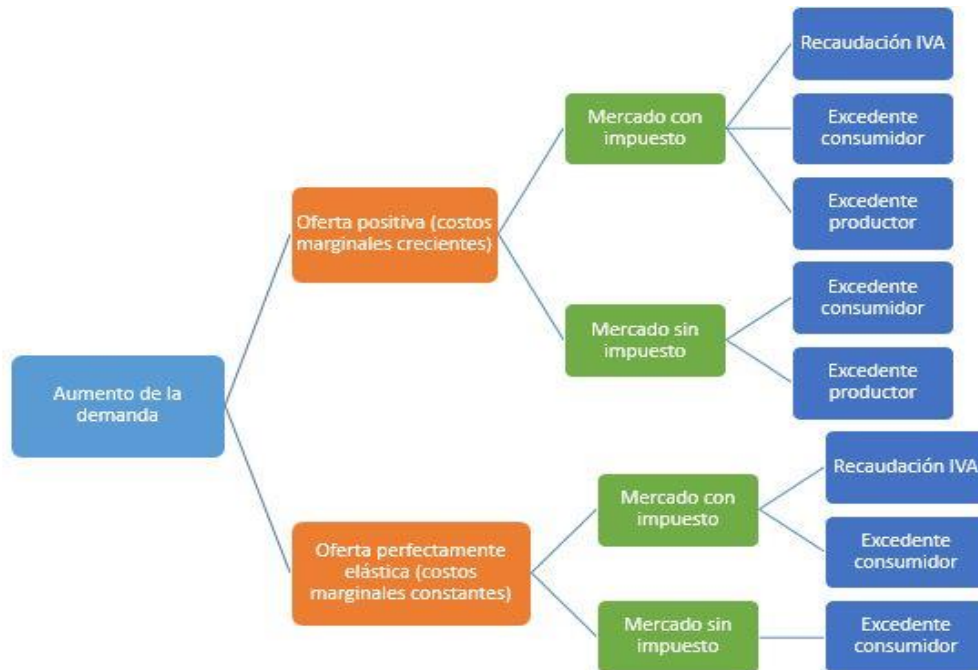 Recaudación IVA
Mercado con
impuesto
Excedente
consumidor
Excedente
productor
Oferta positiva (costos
marginales crecientes)
Mercado sin
impuesto
Excedente
consumidor
Excedente
productor
Aumento de la
demanda
Oferta perfectamente
elástica (costos
marginales constantes)
Mercado con
impuesto
Recaudación IVA
Excedente
consumidor
Mercado sin
impuesto
Excedente
consumidor